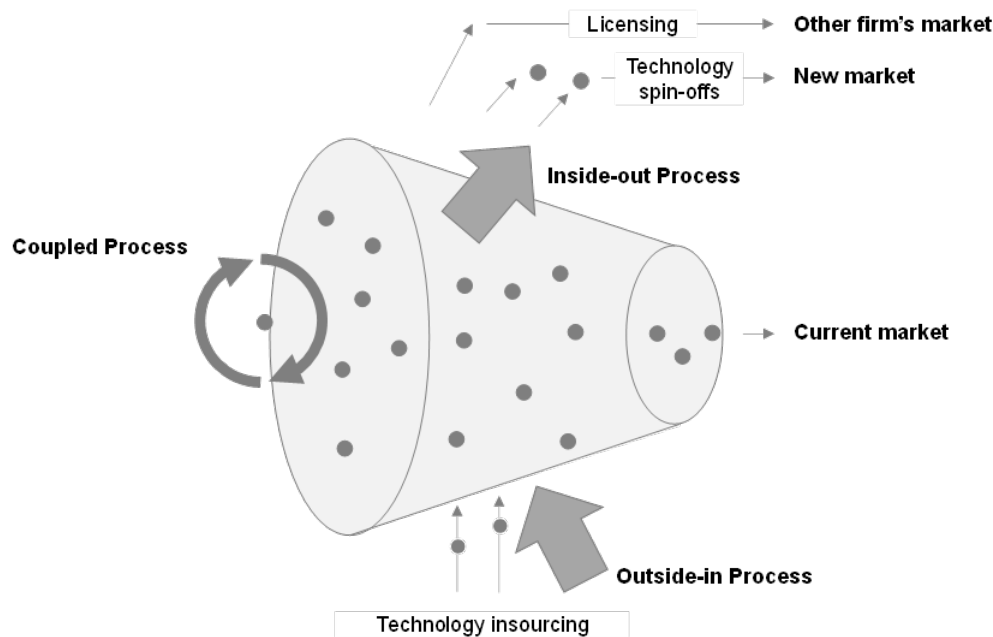 Licensing
Other firm's market
Technology
spin-offs
New market
Inside-out Process
Coupled Process
Current market
Outside-in Process
Technology insourcing